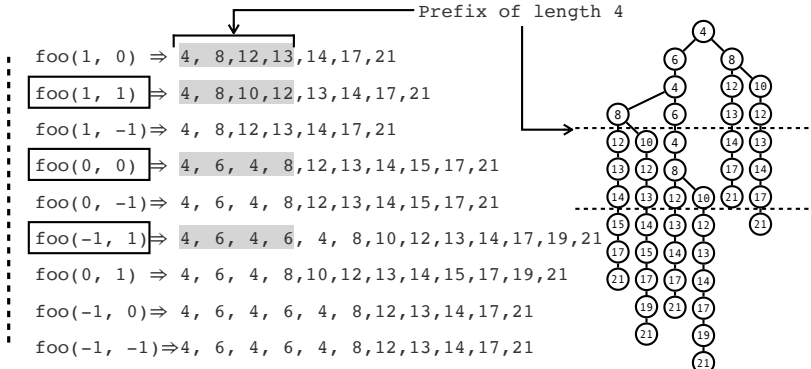 Prefix of length 4
foo(1, 0) ⇒ 4, 8,12,13,14,17,21
foo(1, 1) ⇒ 4, 8,10,12,13,14,17,21
foo(1, -1)⇒ 4, 8,12,13,14,17,21
foo(0, 0) ⇒ 4, 6, 4, 8,12,13,14,15,17,21
foo(0, -1)⇒ 4, 6, 4, 8,12,13,14,15,17,21
foo(-1, 1)⇒ 4, 6, 4, 6, 4, 8,10,12,13,14,17,19,21
foo(0, 1) ⇒ 4, 6, 4, 8,10,12,13,14,15,17,19,21
foo(-1, 0)⇒ 4, 6, 4, 6, 4, 8,12,13,14,17,21
foo(-1, -1)⇒4, 6, 4, 6, 4, 8,12,13,14,17,21
4
6 8
4 12 10
8 6 13 12
12 10 4 14 13
13 12 8 17 14
14 13 12 10 21 17
15 14 13 12 21
17 15 14 13
21 17 17 14
19 21 17
21 19
21